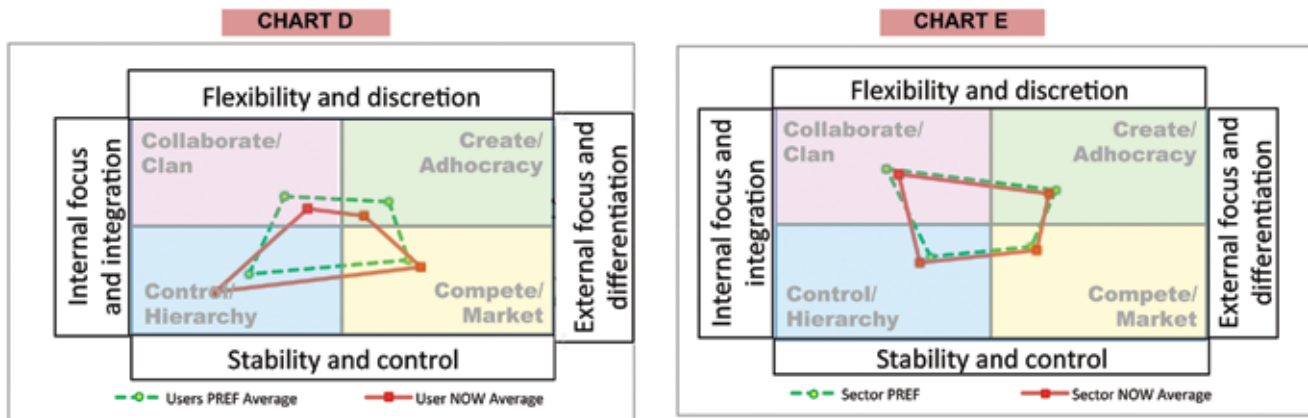 CHART D
Flexibility and discretion
Internal focus
and integration
Collaborate/
Clan
Create/
Adhocracy
Control/
Hierarchy
Compete/
Market
External focus and
differentiation
Stability and control
Users PREF Average
User NOW Average
CHART E
Flexibility and discretion
Internal focus and
integration
Collaborate/
Clan
Create/
Adhocracy
Control/
Hierarchy
Compete/
Market
External focus and
differentiation
Stability and control
Sector PREF
Sector NOW Average